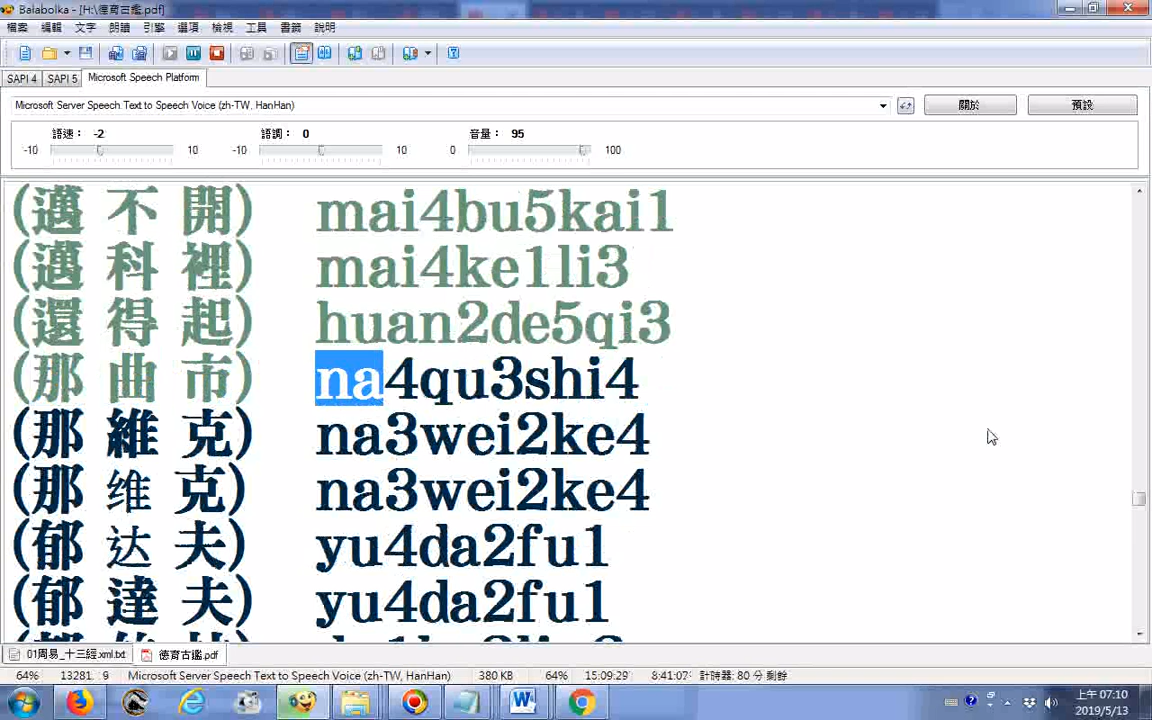 Balabolka - [H:\德育古鑑.pdf]
檔案 編輯 文字 朗讀 引擎 選項 檢視 工具 書籤 說明
SAPI 4 SAPI 5 Microsoft Speech Platform
Microsoft Server Speech Text to Speech Voice (zh-TW, HanHan) 關於 預設
語速： -2 語調： 0 音量： 95
-10 10 -10 10 0 100
(邁 不 開) mai4bu5kai1
(邁 科 裡) mai4ke1li3
(還 得 起) huan2de5qi3
(那 曲 市) na4qu3shi4
(那 維 克) na3wei2ke4
(那 维 克) na3wei2ke4
(郁 达 夫) yu4da2fu1
(郁 達 夫) yu4da2fu1
01周易_十三經.xml.txt 德育古鑑.pdf
64% 13281: 9 Microsoft Server Speech Text to Speech Voice (zh-TW, HanHan) 380 KB 64% 15:09:29 8:41:07 計時器: 80 分 剩餘
上午 07:10
2019/5/13